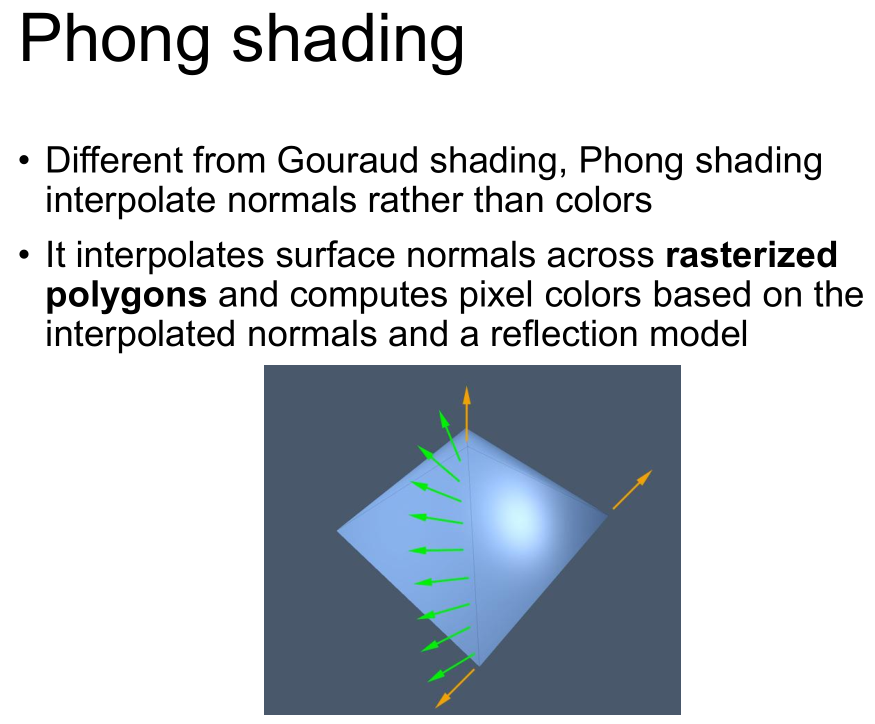 Phong shading
• Different from Gouraud shading, Phong shading
interpolate normals rather than colors
• It interpolates surface normals across rasterized
polygons and computes pixel colors based on the
interpolated normals and a reflection model